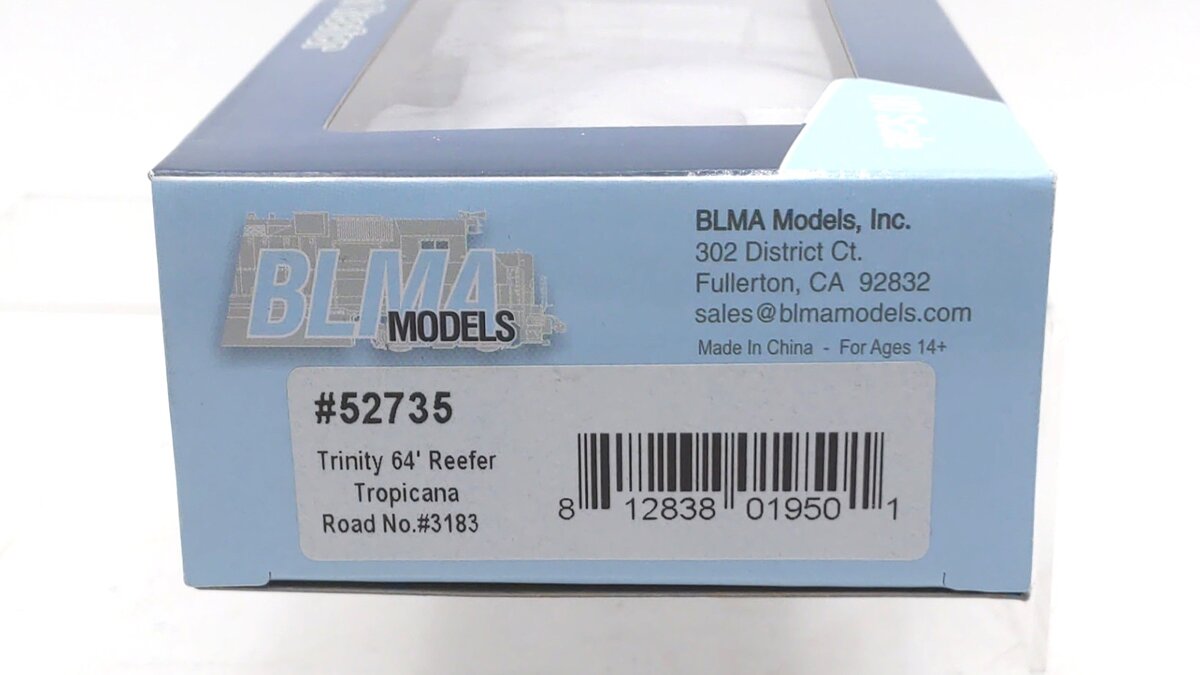 BLMA
MODELS
BLMA Models, Inc.
302 District Ct.
Fullerton, CA 92832
sales@blmamodels.com
Made In China - For Ages 14+
#52735
Trinity 64' Reefer
Tropicana
Road No.#3183
8 12838 01950 1